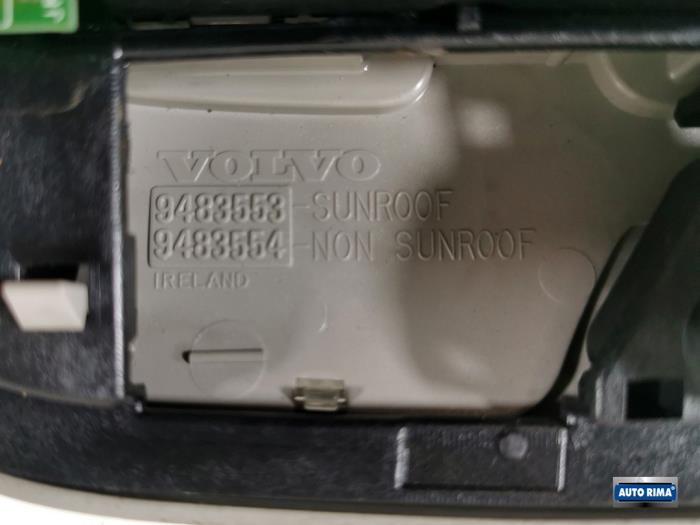 VOLVO
9483553-SUNROOF
9483554-NON SUNROOF
IRELAND
AUTO RIMA